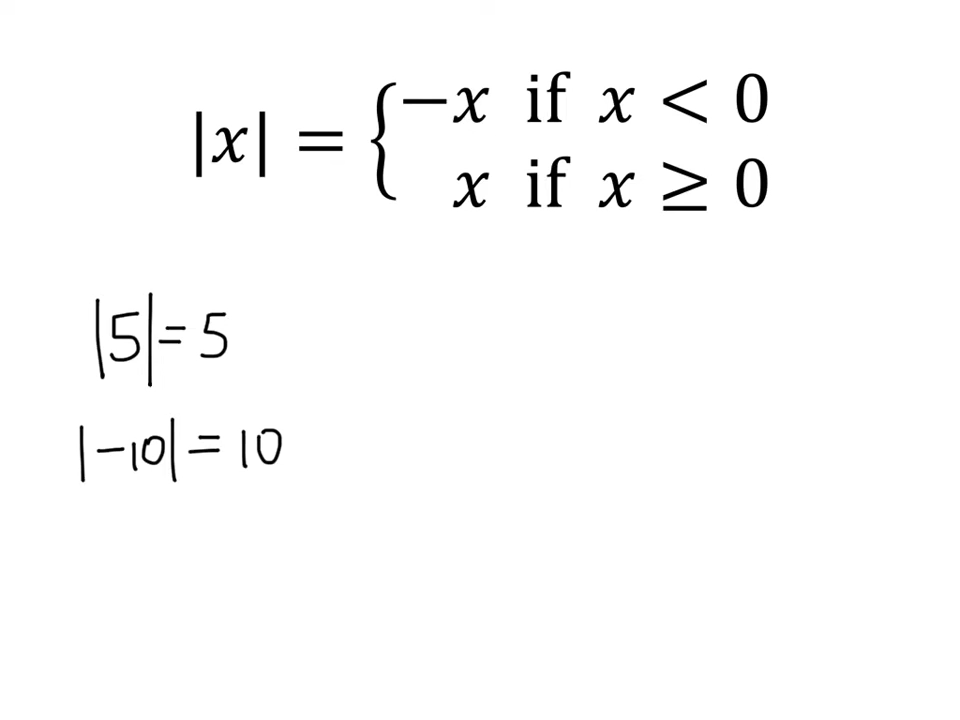 |x| = { −x if x < 0
x if x ≥ 0
|5| = 5
|−10| = 10